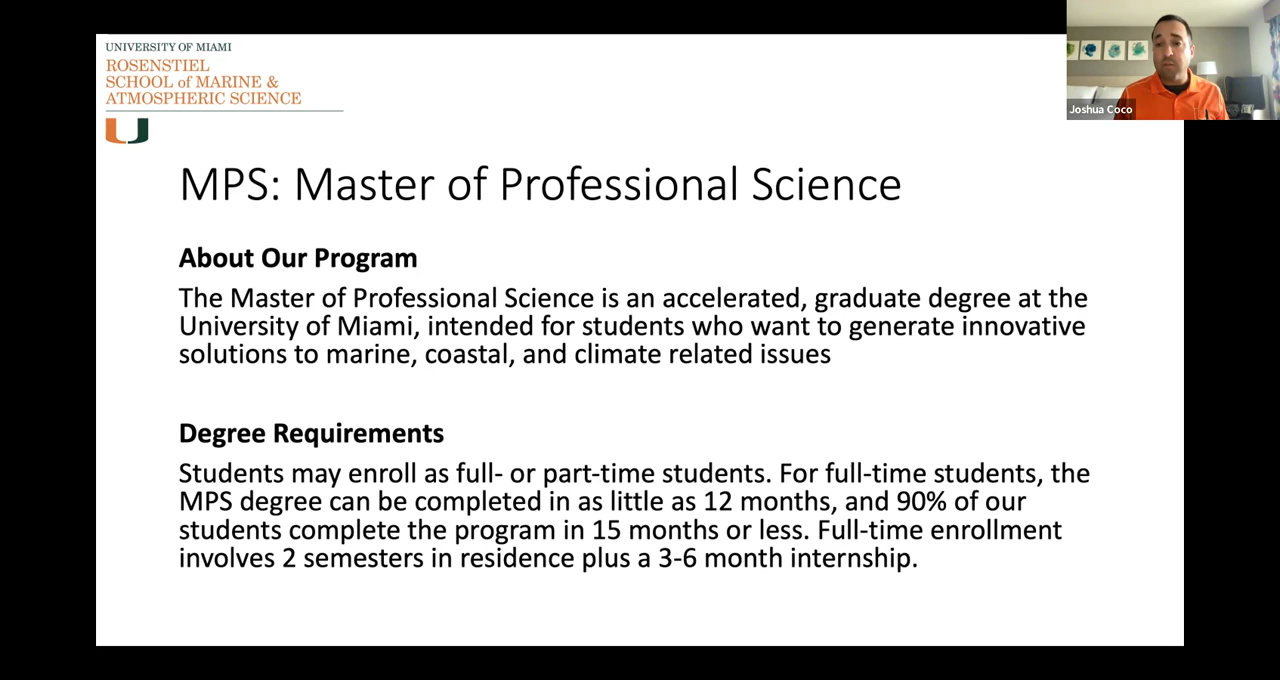 UNIVERSITY OF MIAMI
ROSENSTIEL
SCHOOL of MARINE &
ATMOSPHERIC SCIENCE
Joshua Coco
MPS: Master of Professional Science
About Our Program
The Master of Professional Science is an accelerated, graduate degree at the
University of Miami, intended for students who want to generate innovative
solutions to marine, coastal, and climate related issues
Degree Requirements
Students may enroll as full- or part-time students. For full-time students, the
MPS degree can be completed in as little as 12 months, and 90% of our
students complete the program in 15 months or less. Full-time enrollment
involves 2 semesters in residence plus a 3-6 month internship.